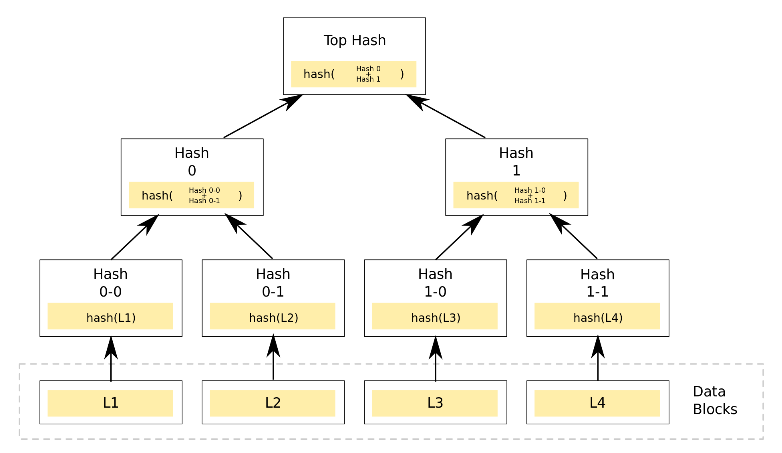 Top Hash
hash( Hash 0 + Hash 1 )
Hash
0
hash( Hash 0-0 + Hash 0-1 )
Hash
1
hash( Hash 1-0 + Hash 1-1 )
Hash
0-0
hash(L1)
Hash
0-1
hash(L2)
Hash
1-0
hash(L3)
Hash
1-1
hash(L4)
L1
L2
L3
L4
Data
Blocks